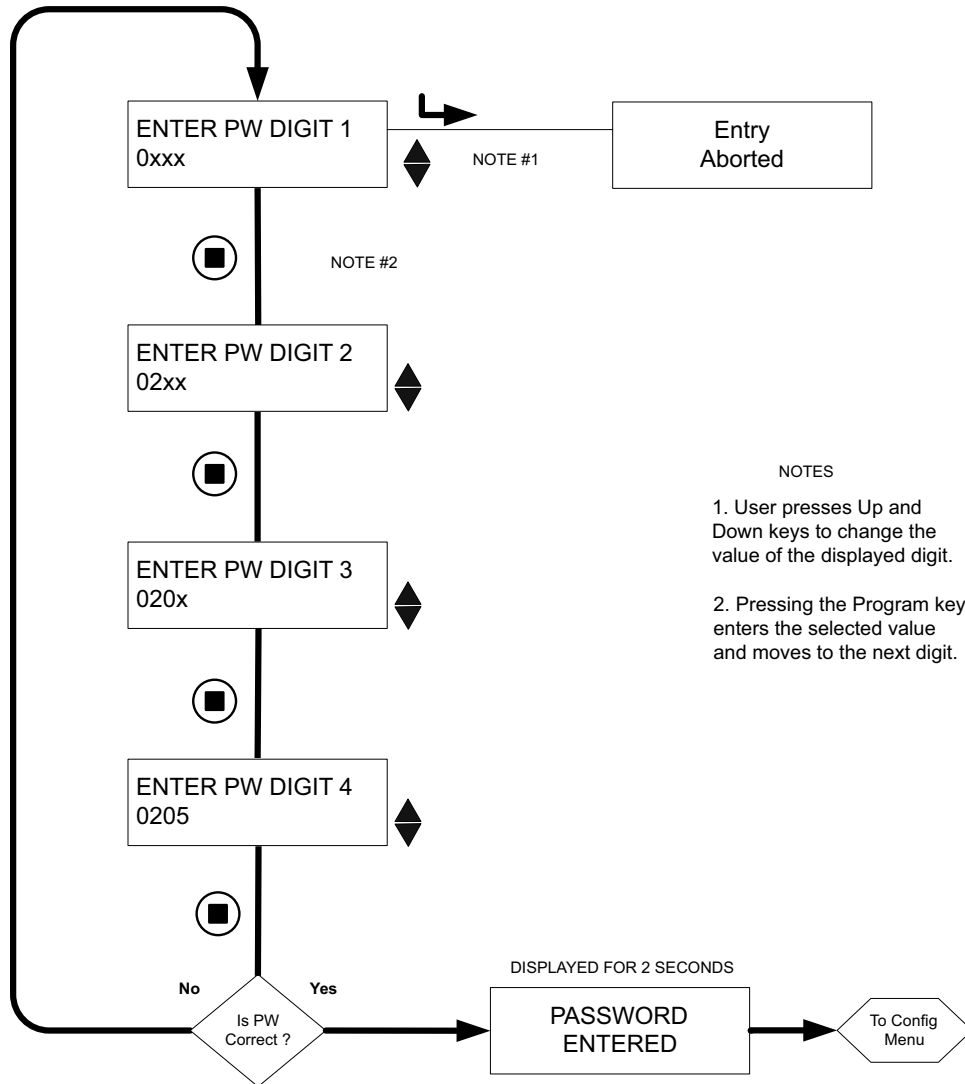 ENTER PW DIGIT 1
0xxx
NOTE #1
Entry
Aborted
NOTE #2
ENTER PW DIGIT 2
02xx
NOTES
1. User presses Up and
Down keys to change the
value of the displayed digit.
2. Pressing the Program key
enters the selected value
and moves to the next digit.
ENTER PW DIGIT 3
020x
ENTER PW DIGIT 4
0205
No
Yes
Is PW
Correct ?
DISPLAYED FOR 2 SECONDS
PASSWORD
ENTERED
To Config
Menu